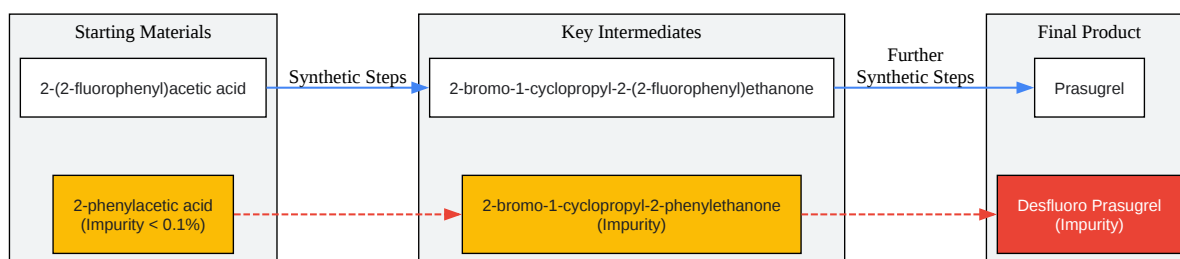 Starting Materials
Key Intermediates
Final Product
2-(2-fluorophenyl)acetic acid
Synthetic Steps
2-bromo-1-cyclopropyl-2-(2-fluorophenyl)ethanone
Further
Synthetic Steps
Prasugrel
2-phenylacetic acid
(Impurity < 0.1%)
2-bromo-1-cyclopropyl-2-phenylethanone
(Impurity)
Desfluoro Prasugrel
(Impurity)